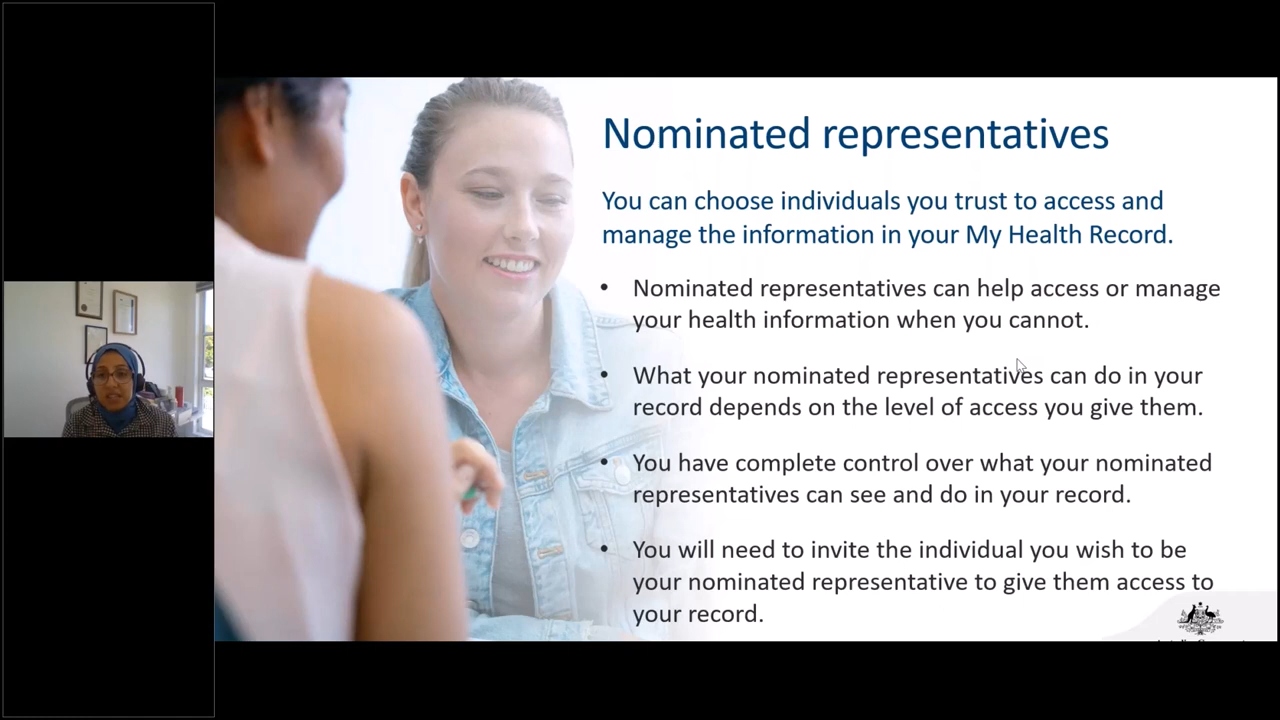 Nominated representatives
You can choose individuals you trust to access and
manage the information in your My Health Record.
• Nominated representatives can help access or manage
your health information when you cannot.
• What your nominated representatives can do in your
record depends on the level of access you give them.
• You have complete control over what your nominated
representatives can see and do in your record.
• You will need to invite the individual you wish to be
your nominated representative to give them access to
your record.